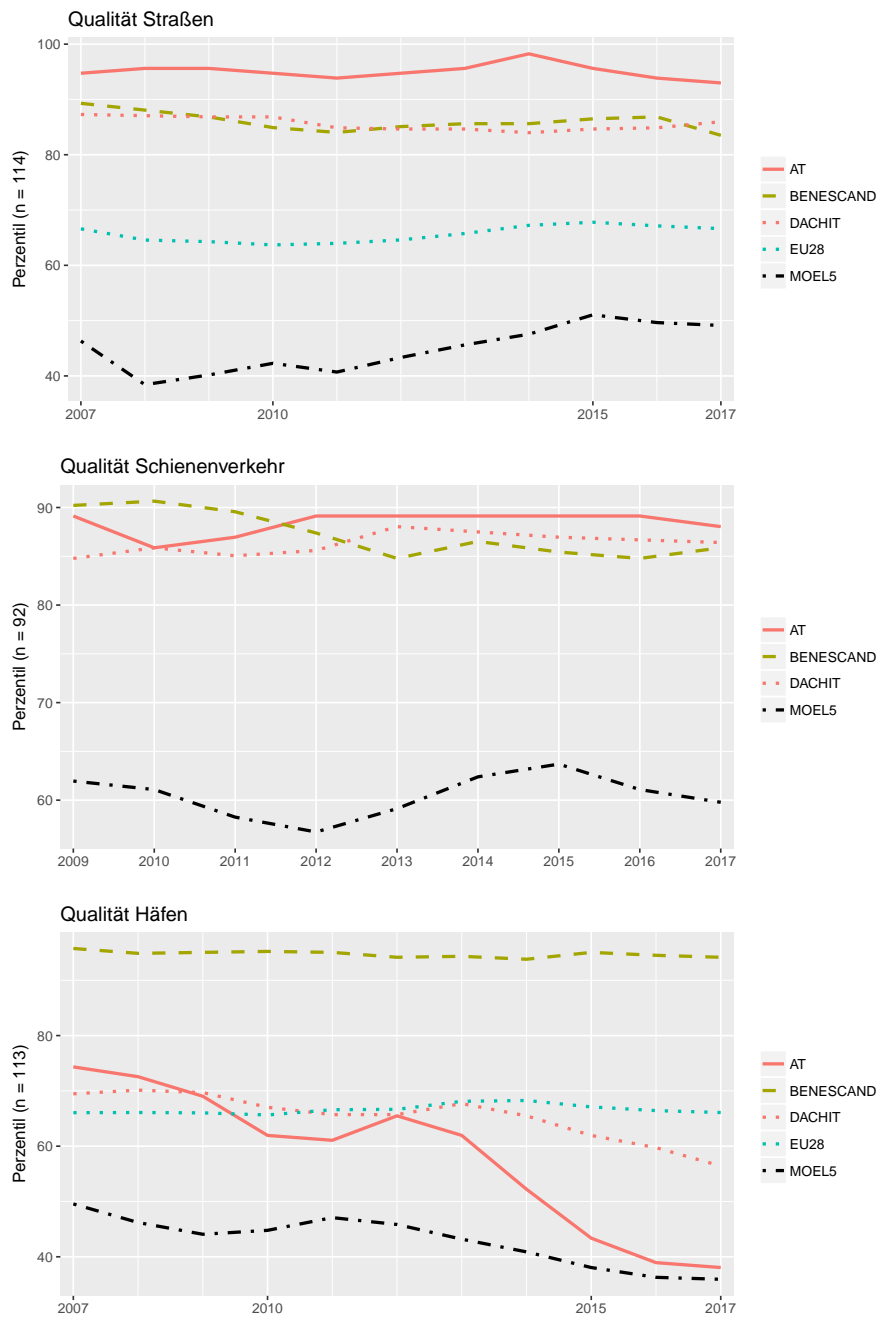 Qualität Straßen
Perzentil (n = 114)
100
80
60
40
2007
2010
2015
2017
AT
BENESCAND
DACHIT
EU28
MOEL5
Qualität Schienenverkehr
Perzentil (n = 92)
90
80
70
60
2009
2010
2011
2012
2013
2014
2015
2016
2017
AT
BENESCAND
DACHIT
MOEL5
Qualität Häfen
Perzentil (n = 113)
80
60
40
2007
2010
2015
2017
AT
BENESCAND
DACHIT
EU28
MOEL5